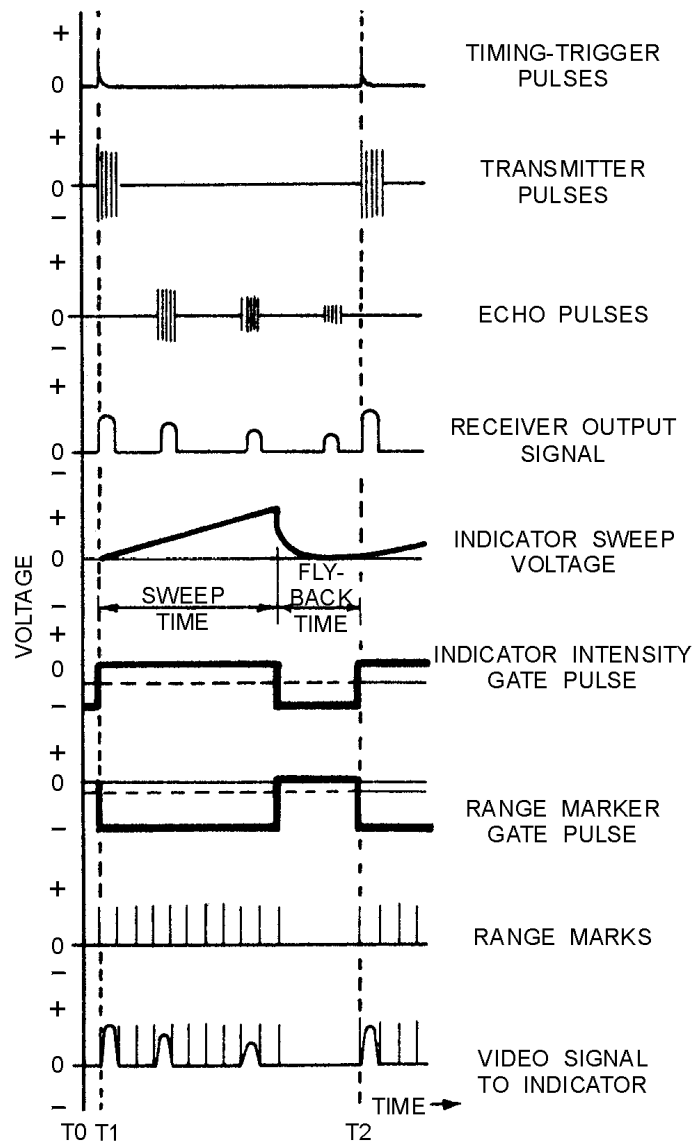 +
0
TIMING-TRIGGER
PULSES
+
0
−
TRANSMITTER
PULSES
+
0
−
ECHO PULSES
+
0
−
RECEIVER OUTPUT
SIGNAL
+
0
−
INDICATOR SWEEP
VOLTAGE
SWEEP
TIME
FLY-
BACK
TIME
VOLTAGE
+
0
−
INDICATOR INTENSITY
GATE PULSE
+
0
−
RANGE MARKER
GATE PULSE
+
0
−
RANGE MARKS
+
0
−
VIDEO SIGNAL
TO INDICATOR
TIME
T0 T1 T2